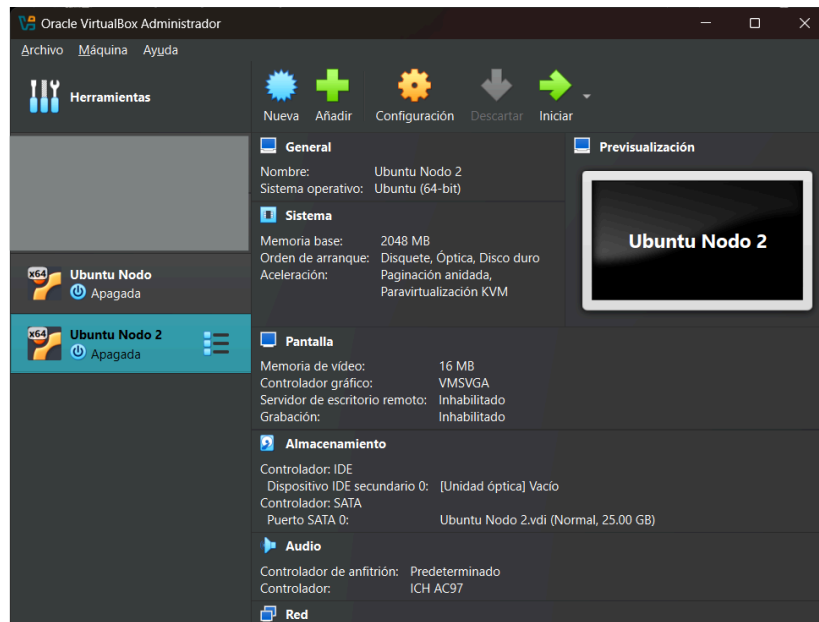 Oracle VirtualBox Administrador
Archivo Máquina Ayuda
Herramientas
Nueva Añadir Configuración Descartar Iniciar
General
Nombre: Ubuntu Nodo 2
Sistema operativo: Ubuntu (64-bit)
Sistema
Memoria base: 2048 MB
Orden de arranque: Disquete, Óptica, Disco duro
Aceleración: Paginación anidada,
Paravirtualización KVM
Previsualización
Ubuntu Nodo 2
x64 Ubuntu Nodo
Apagada
x64 Ubuntu Nodo 2
Apagada
Pantalla
Memoria de vídeo: 16 MB
Controlador gráfico: VMSVGA
Servidor de escritorio remoto: Inhabilitado
Grabación: Inhabilitado
Almacenamiento
Controlador: IDE
Dispositivo IDE secundario 0: [Unidad óptica] Vacío
Controlador: SATA
Puerto SATA 0: Ubuntu Nodo 2.vdi (Normal, 25.00 GB)
Audio
Controlador de anfitrión: Predeterminado
Controlador: ICH AC97
Red